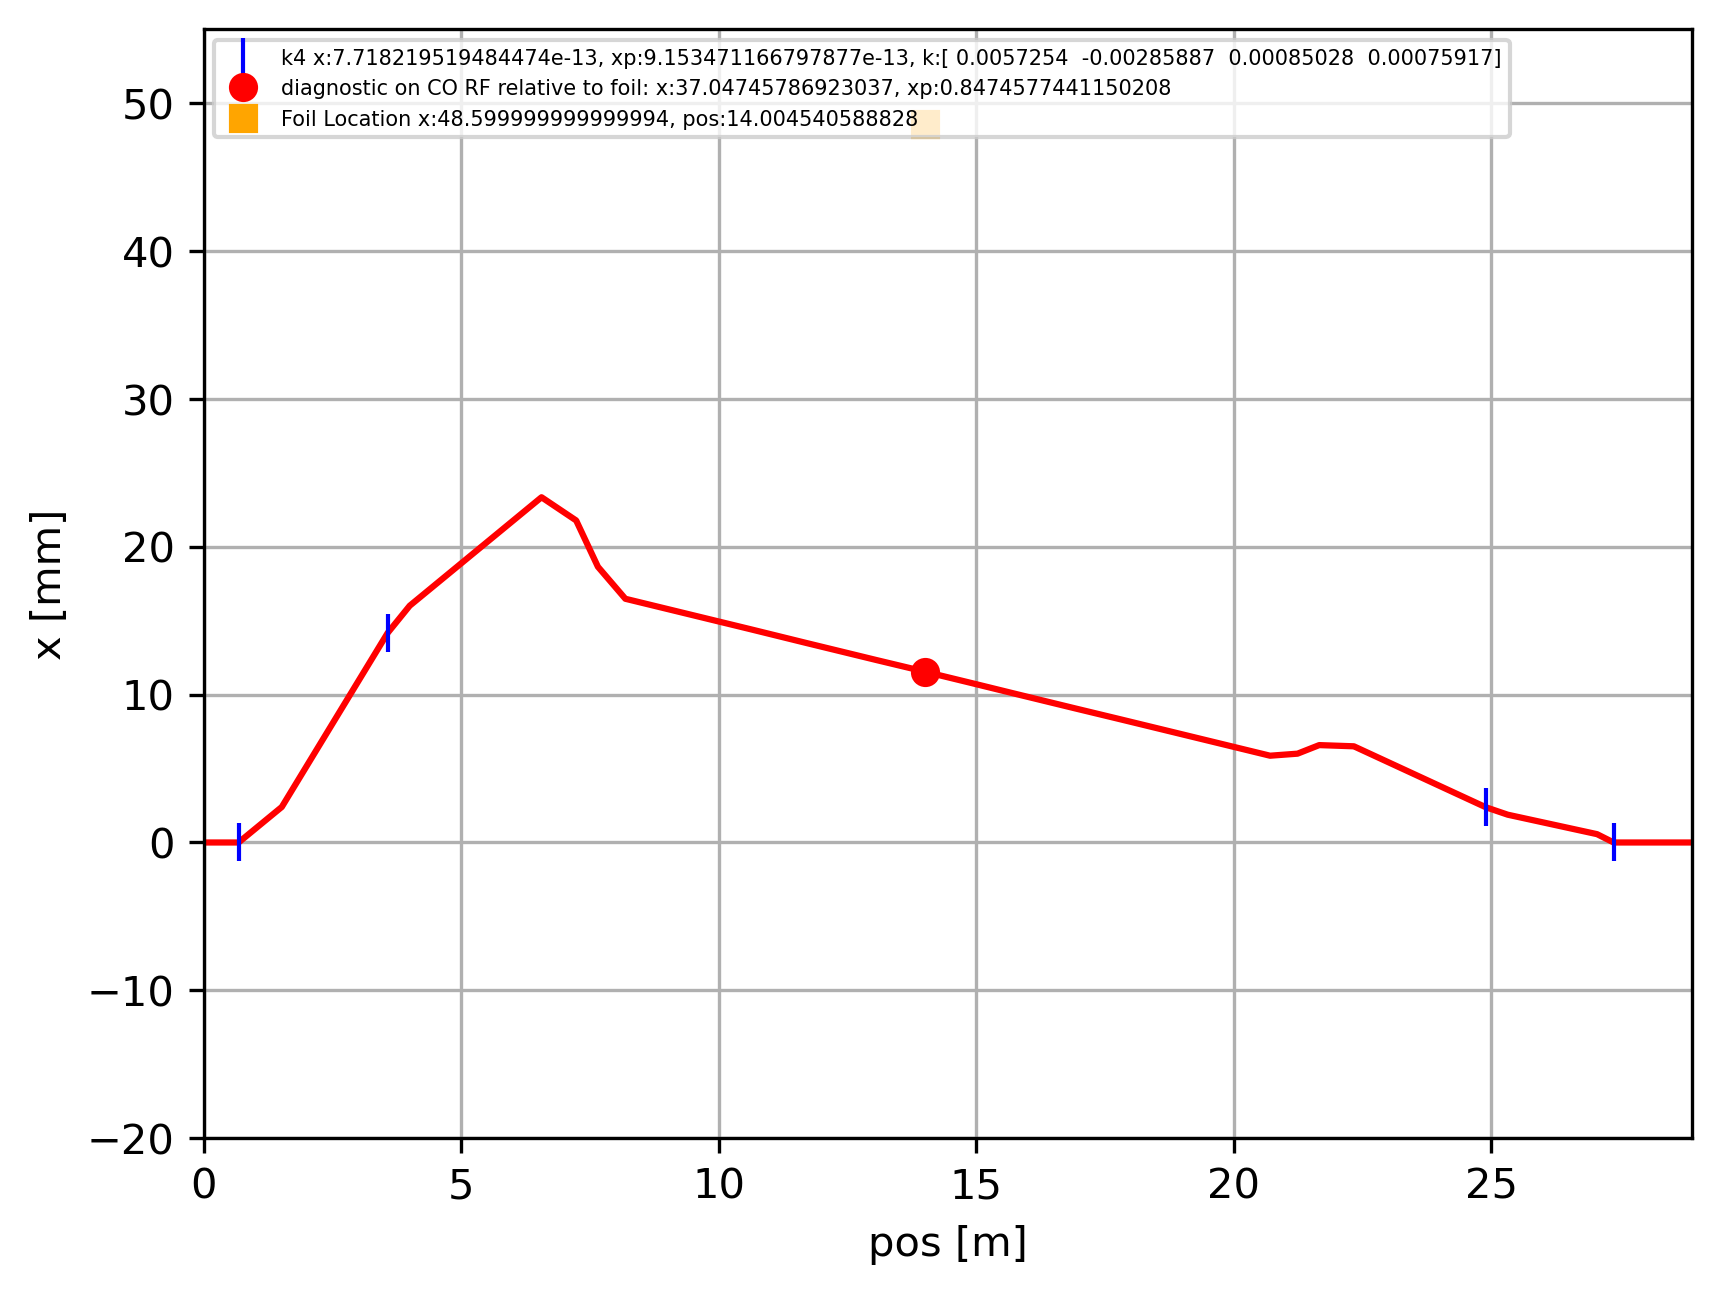 k4 x:7.718219519484474e-13, xp:9.153471166797877e-13, k:[ 0.0057254  -0.00285887  0.00085028  0.00075917]
diagnostic on CO RF relative to foil: x:37.04745786923037, xp:0.8474577441150208
Foil Location x:48.599999999999994, pos:14.004540588828
50
40
30
20
10
0
−10
−20
x [mm]
0 5 10 15 20 25
pos [m]